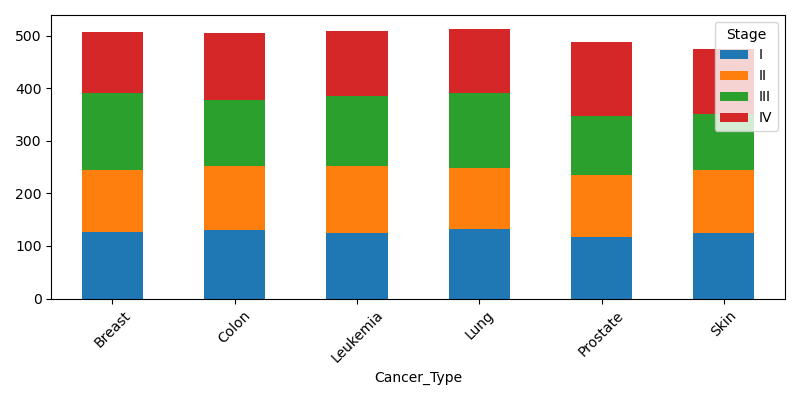 500
400
300
200
100
0
Stage
I
II
III
IV
Breast
Colon
Leukemia
Lung
Prostate
Skin
Cancer_Type